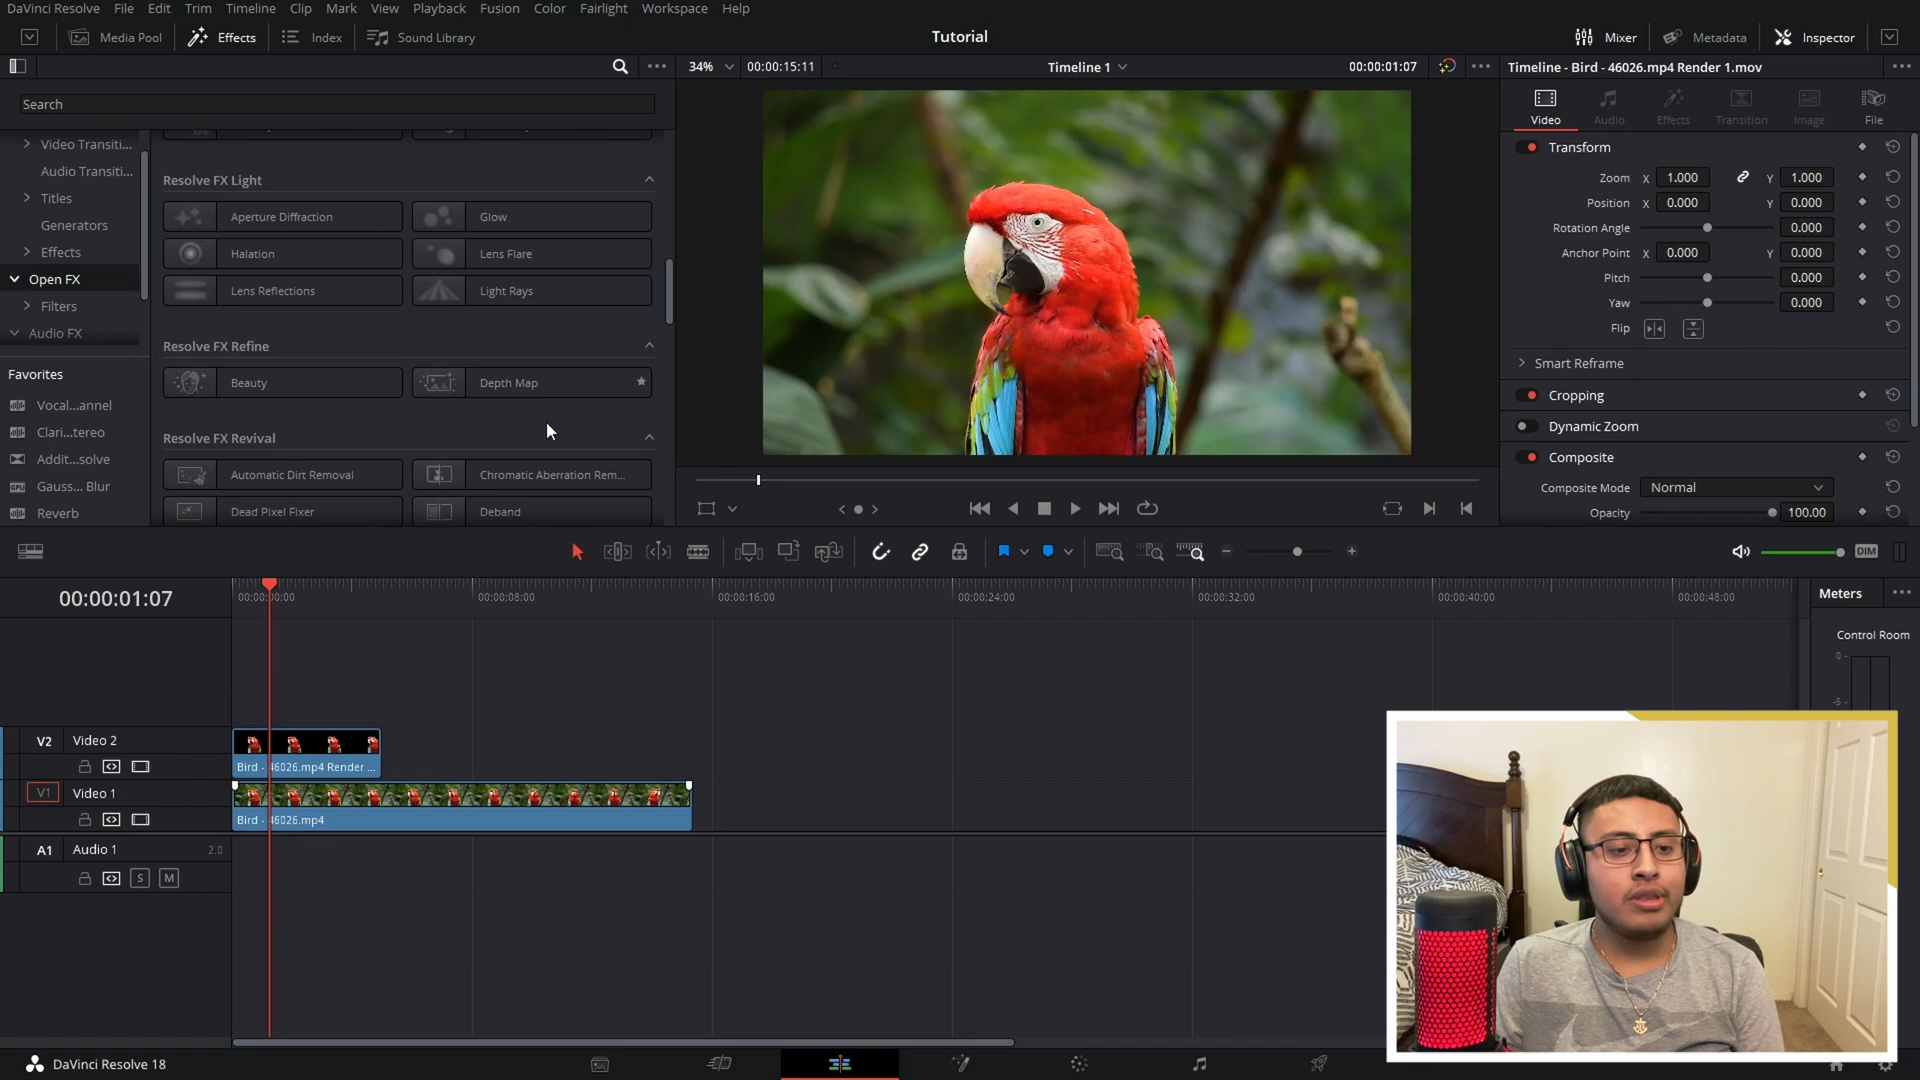 DaVinci Resolve File Edit Trim Timeline Clip Mark View Playback Fusion Color Fairlight Workspace Help
Media Pool Effects Index Sound Library Tutorial Mixer Metadata Inspector
34% 00:00:15:11 Timeline 1 00:00:01:07 Timeline - Bird - 46026.mp4 Render 1.mov
Search
Video Transiti...
Audio Transiti...
Titles
Generators
Effects
Open FX
Filters
Audio FX
Favorites
Vocal...annel
Clari...tereo
Addit...solve
Gauss... Blur
Reverb
Resolve FX Light
Aperture Diffraction Glow
Halation Lens Flare
Lens Reflections Light Rays
Resolve FX Refine
Beauty Depth Map
Resolve FX Revival
Automatic Dirt Removal Chromatic Aberration Rem...
Dead Pixel Fixer Deband
Video Audio Effects Transition Image File
Transform
Zoom X 1.000 Y 1.000
Position X 0.000 Y 0.000
Rotation Angle 0.000
Anchor Point X 0.000 Y 0.000
Pitch 0.000
Yaw 0.000
Flip
Smart Reframe
Cropping
Dynamic Zoom
Composite
Composite Mode Normal
Opacity 100.00
DIM
00:00:01:07
00:00:00:00 00:00:08:00 00:00:16:00 00:00:24:00 00:00:32:00 00:00:40:00 00:00:48:00
Meters
Control Room
0
-5
V2 Video 2
Bird - 46026.mp4 Render ...
V1 Video 1
Bird - 46026.mp4
A1 Audio 1 2.0
S M
DaVinci Resolve 18